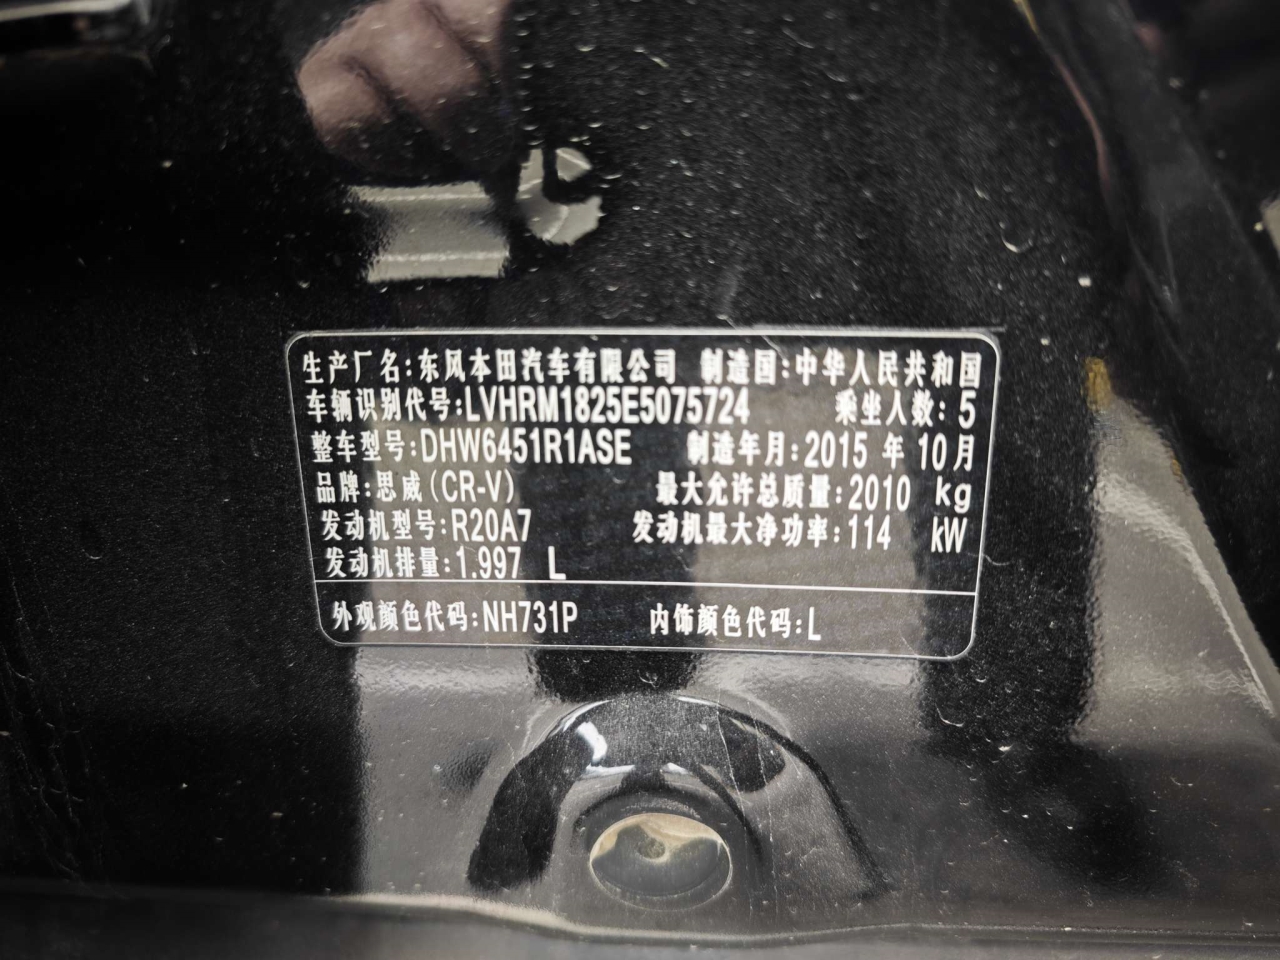 生产厂名:东风本田汽车有限公司 制造国:中华人民共和国
车辆识别代号:LVHRM1825E5075724 乘坐人数:5
整车型号:DHW6451R1ASE 制造年月:2015 年 10 月
品牌:思威(CR-V) 最大允许总质量:2010 kg
发动机型号:R20A7 发动机最大净功率:114 kW
发动机排量:1.997 L
外观颜色代码:NH731P 内饰颜色代码:L